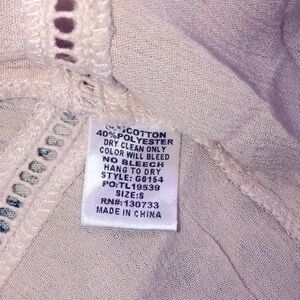 COTTON
40%POLYESTER
DRY CLEAN ONLY
COLOR WILL BLEED
NO BLEECH
HANG TO DRY
STYLE: G0154
PO:TL19539
SIZE:S
RN#:130733
MADE IN CHINA